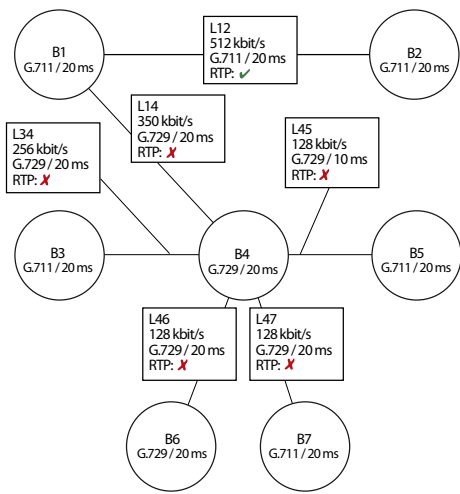 B1
G.711 / 20 ms
L12
512 kbit/s
G.711 / 20 ms
RTP: ✓
B2
G.711 / 20 ms
L14
350 kbit/s
G.729 / 20 ms
RTP: ✗
L34
256 kbit/s
G.729 / 20 ms
RTP: ✗
L45
128 kbit/s
G.729 / 10 ms
RTP: ✗
B3
G.711 / 20 ms
B4
G.729 / 20 ms
B5
G.711 / 20 ms
L46
128 kbit/s
G.729 / 20 ms
RTP: ✗
L47
128 kbit/s
G.729 / 20 ms
RTP: ✗
B6
G.729 / 20 ms
B7
G.711 / 20 ms